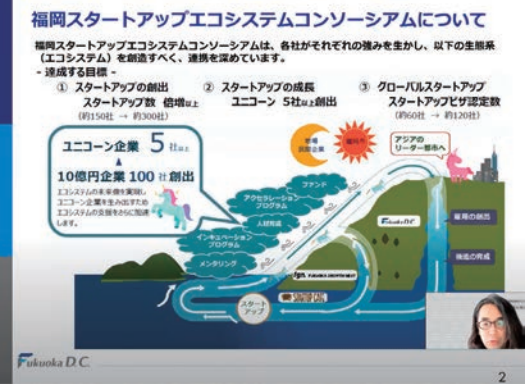 福岡スタートアップエコシステムコンソーシアムについて
福岡スタートアップエコシステムコンソーシアムは、各社がそれぞれの強みを生かし、以下の生態系
（エコシステム）を創造すべく、連携を深めています。
- 達成する目標 -
① スタートアップの創出
スタートアップ数 倍増以上
（約150社 → 約300社）
② スタートアップの成長
ユニコーン 5社以上創出
③ グローバルスタートアップ
スタートアップビザ認定数
（約60社 → 約120社）
ユニコーン企業 5 社以上
10億円企業 100 社創出
エコシステムの未来像を実現し
ユニコーン企業を生み出すため
エコシステムの支援をさらに加速
します。
福岡市
アジアの
リーダー都市へ
ファンド
アクセラレーション
プログラム
人材育成
インキュベーション
プログラム
メンタリング
Fukuoka D.C.
雇用の創出
fgn. FUKUOKA GROWTH NEXT
STARTUP CAFE
スタート
アップ
Fukuoka D.C.
2